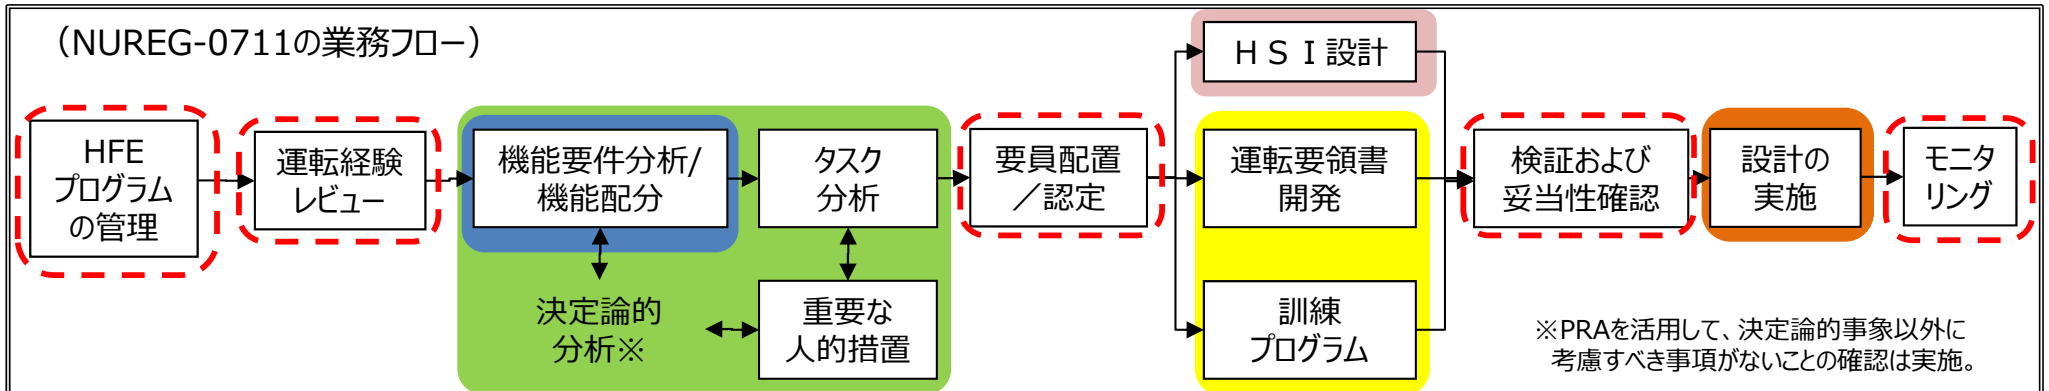 （NUREG-0711の業務フロー）
HFE
プログラム
の管理
運転経験
レビュー
機能要件分析/
機能配分
タスク
分析
決定論的
分析※
重要な
人的措置
要員配置
／認定
ＨＳＩ設計
運転要領書
開発
訓練
プログラム
検証および
妥当性確認
設計の
実施
モニタ
リング
※PRAを活用して、決定論的事象以外に
考慮すべき事項がないことの確認は実施。